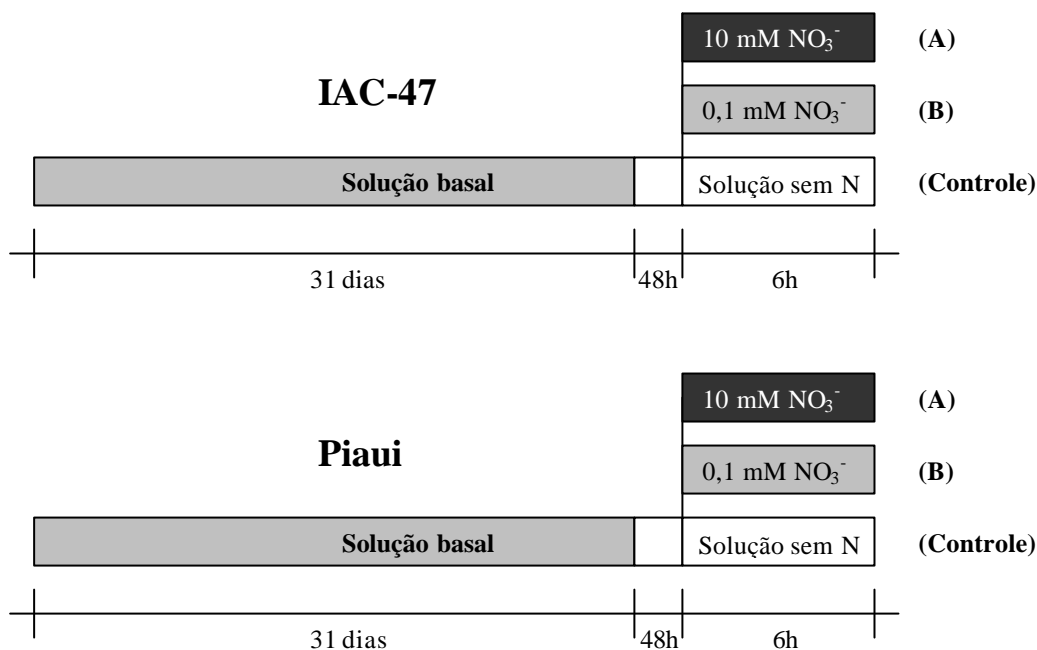 10 mM NO₃⁻ (A)
IAC-47
0,1 mM NO₃⁻ (B)
Solução basal Solução sem N (Controle)
31 dias 48h 6h
10 mM NO₃⁻ (A)
Piaui
0,1 mM NO₃⁻ (B)
Solução basal Solução sem N (Controle)
31 dias 48h 6h